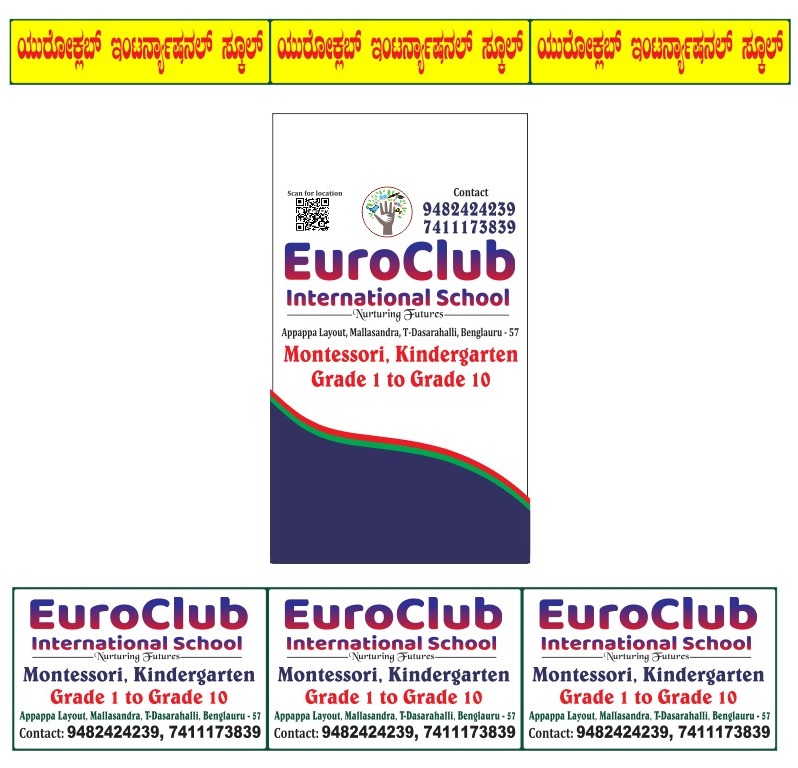 ಯುರೋಕ್ಲಬ್ ಇಂಟರ್ನ್ಯಾಷನಲ್ ಸ್ಕೂಲ್ ಯುರೋಕ್ಲಬ್ ಇಂಟರ್ನ್ಯಾಷನಲ್ ಸ್ಕೂಲ್ ಯುರೋಕ್ಲಬ್ ಇಂಟರ್ನ್ಯಾಷನಲ್ ಸ್ಕೂಲ್
Scan for location
Contact
9482424239
7411173839
EuroClub
International School
Nurturing Futures
Appappa Layout, Mallasandra, T-Dasarahalli, Benglauru - 57
Montessori, Kindergarten
Grade 1 to Grade 10
EuroClub
International School
Nurturing Futures
Montessori, Kindergarten
Grade 1 to Grade 10
Appappa Layout, Mallasandra, T-Dasarahalli, Benglauru - 57
Contact: 9482424239, 7411173839
EuroClub
International School
Nurturing Futures
Montessori, Kindergarten
Grade 1 to Grade 10
Appappa Layout, Mallasandra, T-Dasarahalli, Benglauru - 57
Contact: 9482424239, 7411173839
EuroClub
International School
Nurturing Futures
Montessori, Kindergarten
Grade 1 to Grade 10
Appappa Layout, Mallasandra, T-Dasarahalli, Benglauru - 57
Contact: 9482424239, 7411173839